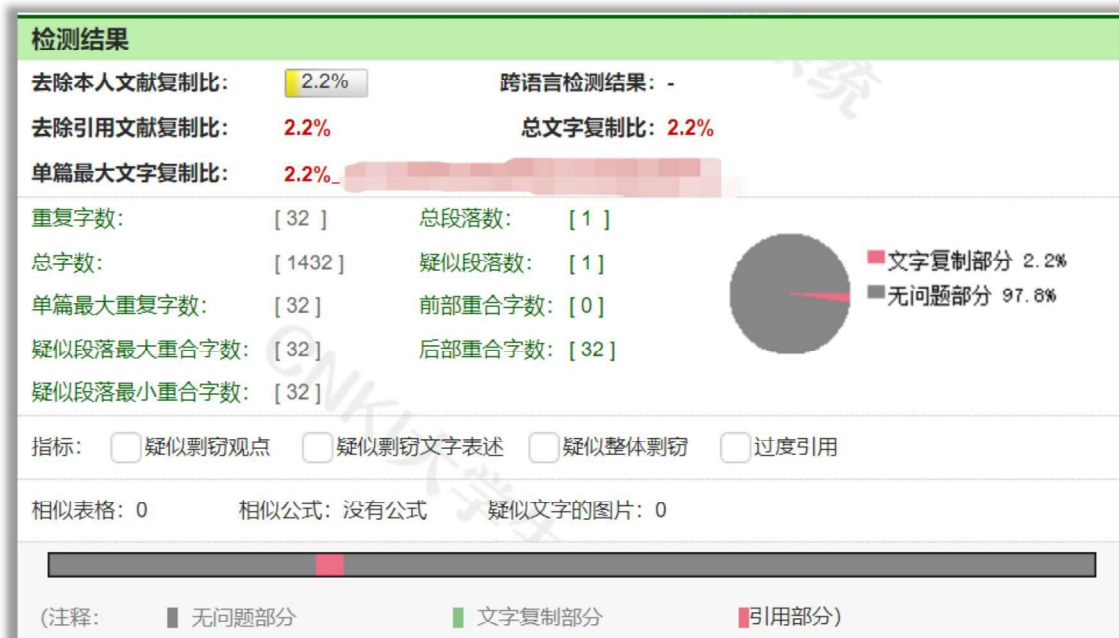 检测结果
去除本人文献复制比： 2.2% 跨语言检测结果：-
去除引用文献复制比： 2.2% 总文字复制比：2.2%
单篇最大文字复制比： 2.2%_
重复字数： [ 32 ] 总段落数： [ 1 ]
总字数： [ 1432 ] 疑似段落数： [ 1 ]
单篇最大重复字数： [ 32 ] 前部重合字数： [ 0 ]
疑似段落最大重合字数： [ 32 ] 后部重合字数： [ 32 ]
疑似段落最小重合字数： [ 32 ]
文字复制部分 2.2%
无问题部分 97.8%
指标： 疑似剽窃观点 疑似剽窃文字表述 疑似整体剽窃 过度引用
相似表格：0 相似公式：没有公式 疑似文字的图片：0
(注释： 无问题部分 文字复制部分 引用部分)
CNKI大学生
系统